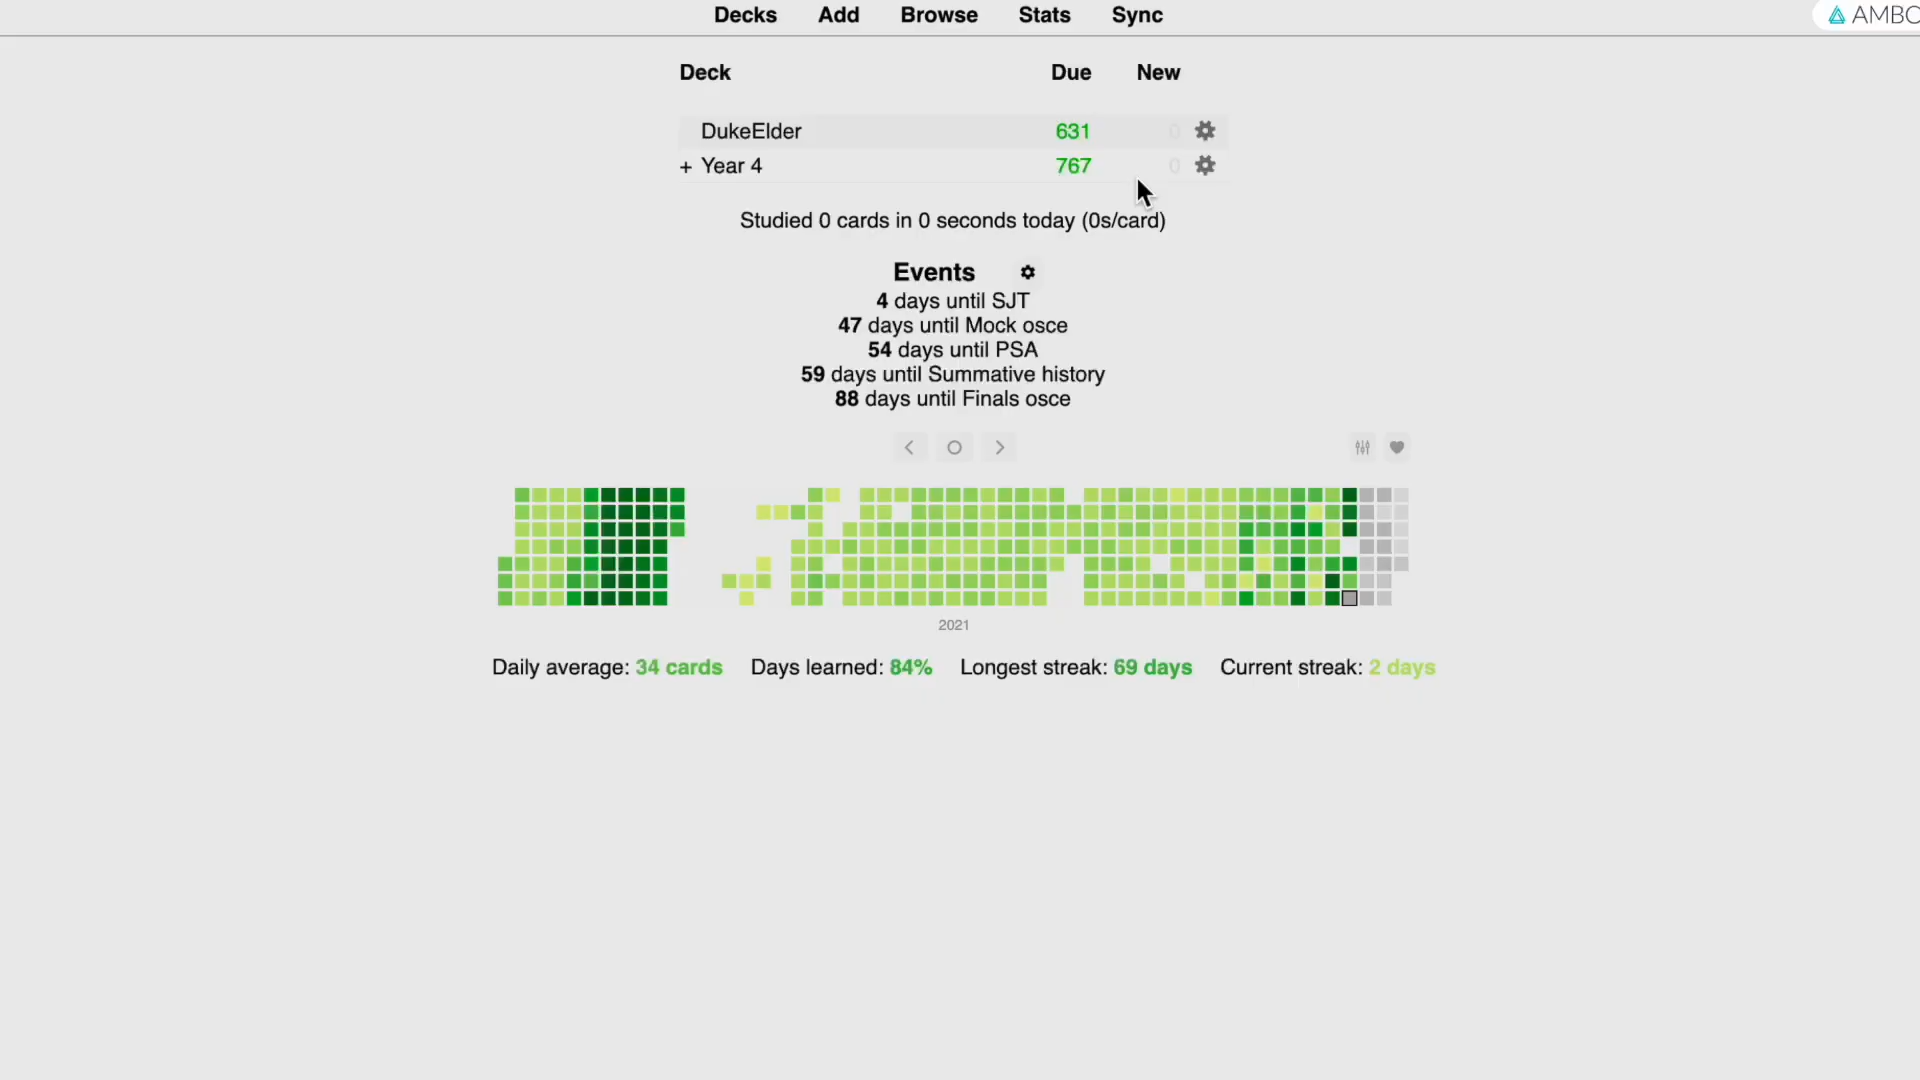 Decks Add Browse Stats Sync
AMBO
Deck Due New
DukeElder 631 0
+ Year 4 767 0
Studied 0 cards in 0 seconds today (0s/card)
Events
4 days until SJT
47 days until Mock osce
54 days until PSA
59 days until Summative history
88 days until Finals osce
2021
Daily average: 34 cards Days learned: 84% Longest streak: 69 days Current streak: 2 days